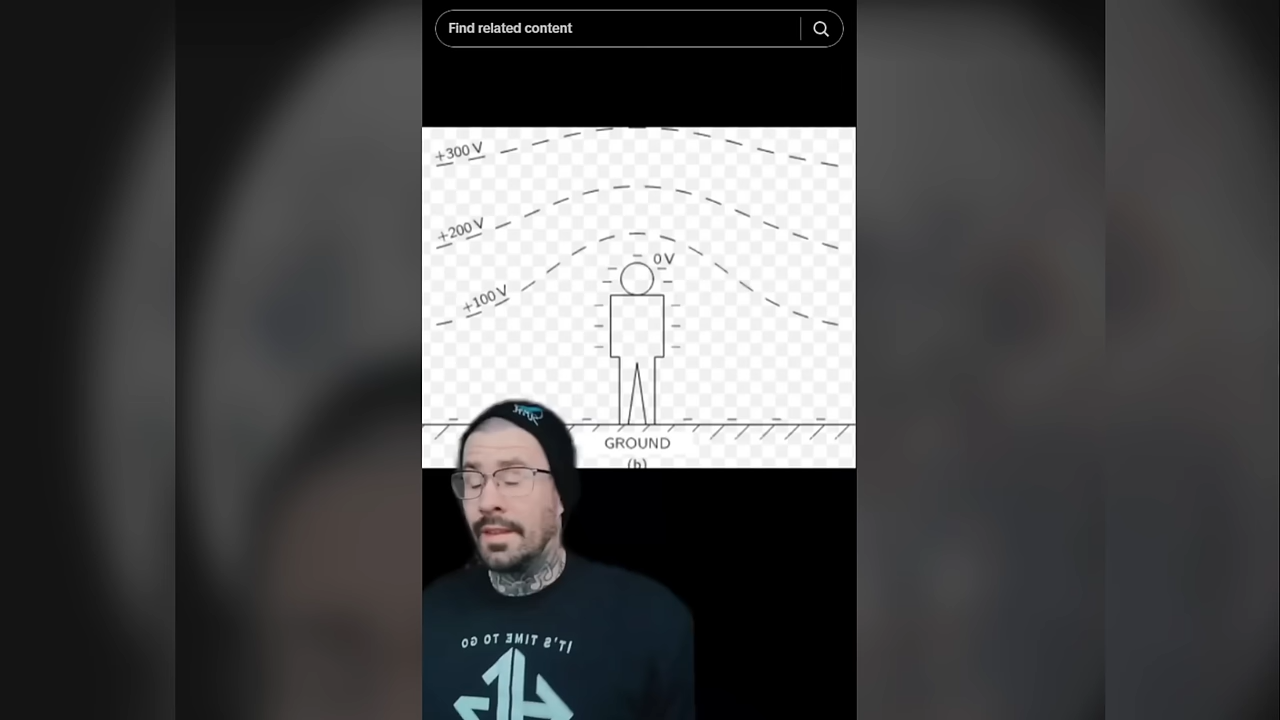 Find related content
+300 V
+200 V
0 V
+100 V
GROUND
(b)
IT'S TIME TO GO